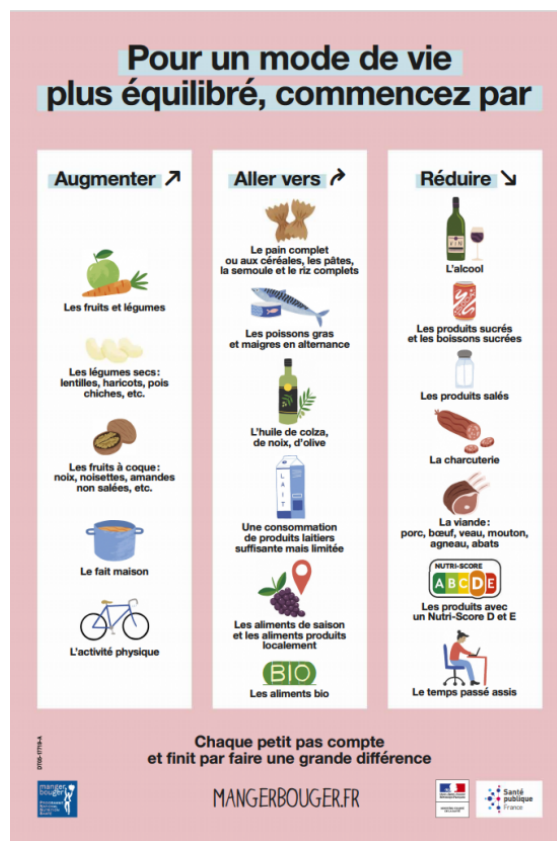 Pour un mode de vie
plus équilibré, commencez par
Augmenter
Les fruits et légumes
Les légumes secs :
lentilles, haricots, pois
chiches, etc.
Les fruits à coque :
noix, noisettes, amandes
non salées, etc.
Le fait maison
L'activité physique
Aller vers
Le pain complet
ou aux céréales, les pâtes,
la semoule et le riz complets
Les poissons gras
et maigres en alternance
L'huile de colza,
de noix, d'olive
LAIT
Une consommation
de produits laitiers
suffisante mais limitée
Les aliments de saison
et les aliments produits
localement
BIO
Les aliments bio
Réduire
L'alcool
Les produits sucrés
et les boissons sucrées
Les produits salés
La charcuterie
La viande :
porc, bœuf, veau, mouton,
agneau, abats
NUTRI-SCORE
A B C D E
Les produits avec
un Nutri-Score D et E
Le temps passé assis
Chaque petit pas compte
et finit par faire une grande différence
manger
bouger
MANGERBOUGER.FR
Santé
publique
France